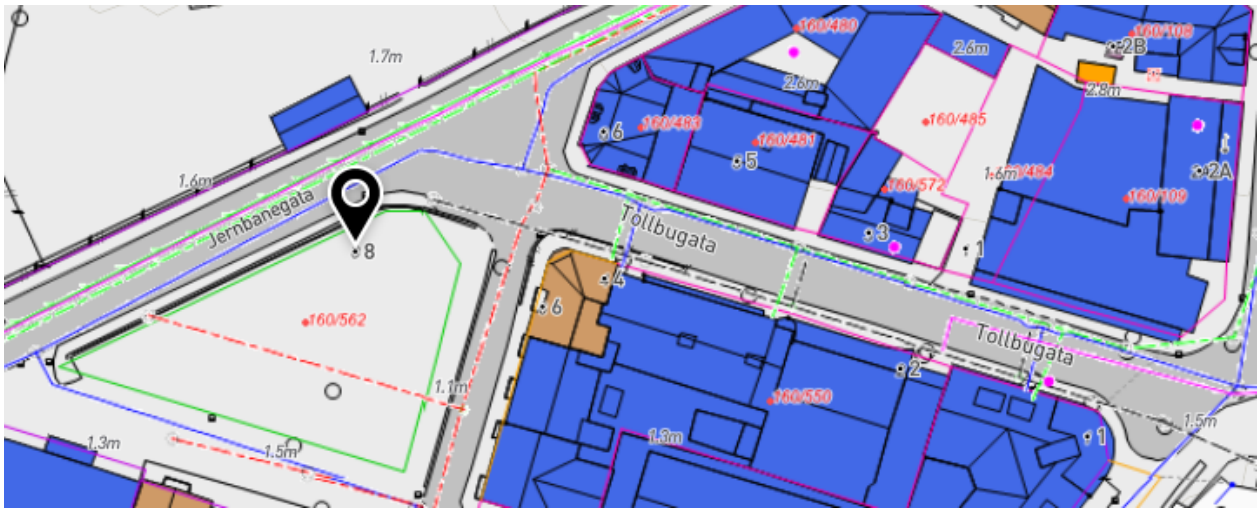 160/480
160/108
2B
1.7m
2.6m
2.6m
2.8m
6
160/483
160/481
160/485
5
1.6m
1.6m
160/484
2A
160/572
160/109
Jernbanegata
Tollbugata
3
1
8
4
6
160/562
Tollbugata
2
1.1m
160/550
1.3m
1.5m
1.3m
1
1.5m